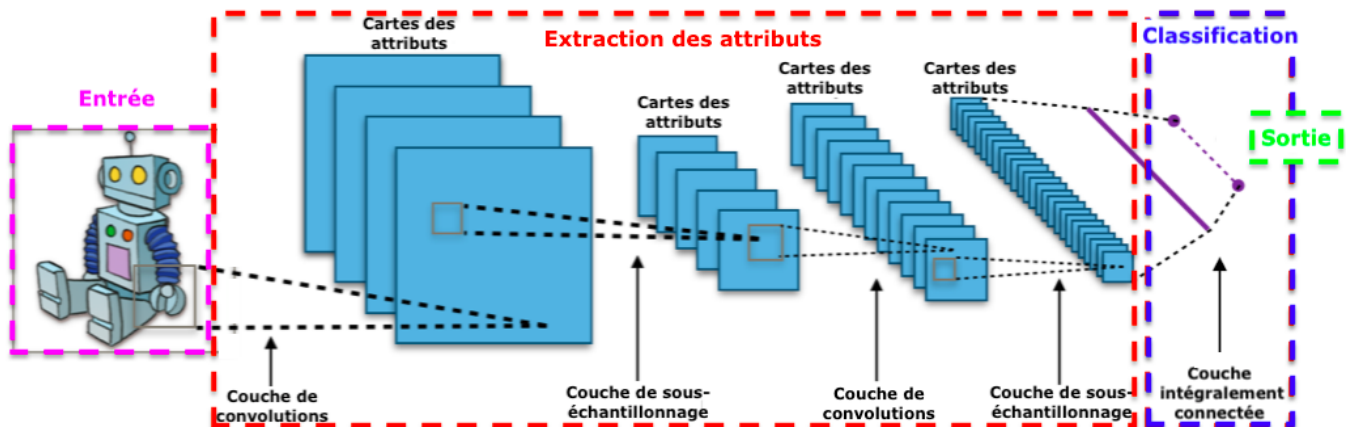 Entrée
Extraction des attributs
Classification
Sortie
Cartes des
attributs
Cartes des
attributs
Cartes des
attributs
Cartes des
attributs
Couche de
convolutions
Couche de sous-
échantillonnage
Couche de
convolutions
Couche de sous-
échantillonnage
Couche
intégralement
connectée